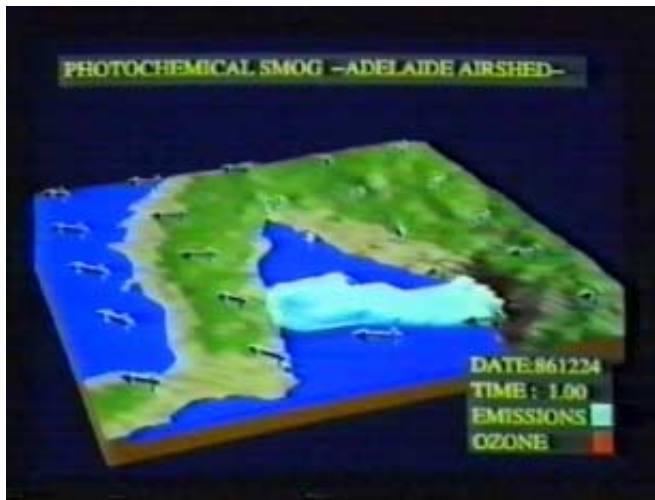 PHOTOCHEMICAL SMOG -ADELAIDE AIRSHED-
DATE:861224
TIME : 1.00
EMISSIONS
OZONE